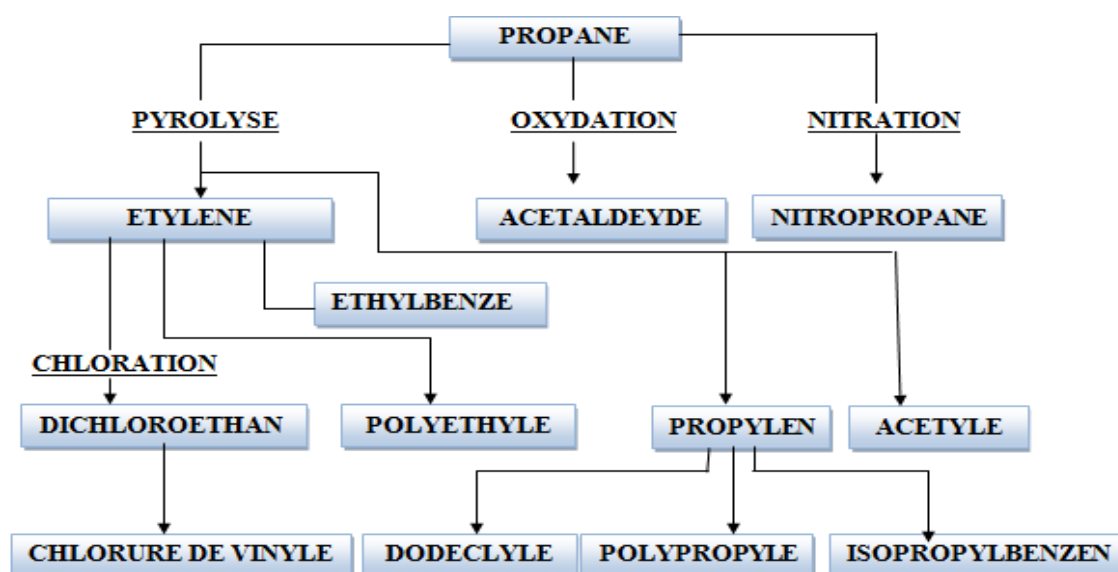 PROPANE
PYROLYSE
OXYDATION
NITRATION
ETYLENE
ACETALDEYDE
NITROPROPANE
ETHYLBENZE
CHLORATION
DICHLOROETHAN
POLYETHYLE
PROPYLEN
ACETYLE
CHLORURE DE VINYLE
DODECLYLE
POLYPROPYLE
ISOPROPYLBENZEN